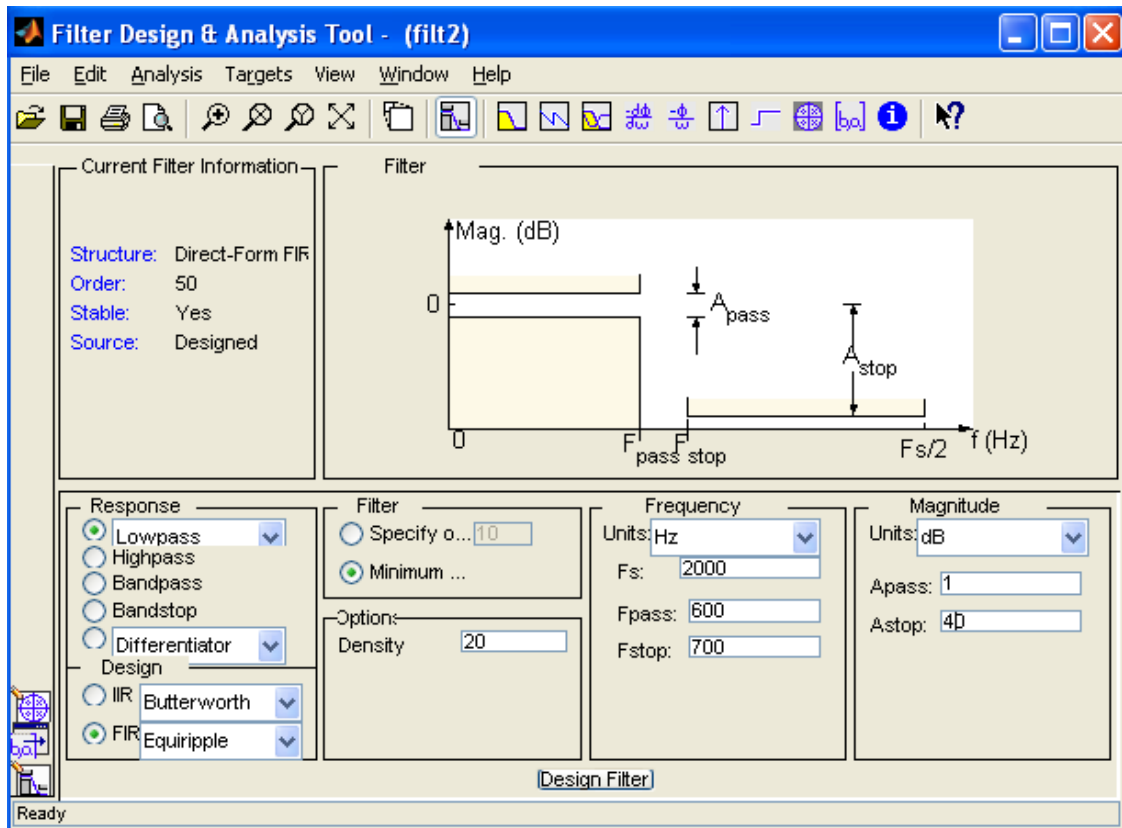 Filter Design & Analysis Tool - (filt2)
File Edit Analysis Targets View Window Help
Current Filter Information
Structure: Direct-Form FIR
Order: 50
Stable: Yes
Source: Designed
Filter
Mag. (dB)
0
Apass
Astop
0
Fpass
Fstop
Fs/2
f (Hz)
Response
Lowpass
Highpass
Bandpass
Bandstop
Differentiator
Design
IIR Butterworth
FIR Equiripple
Filter
Specify o... 10
Minimum ...
Option:
Density 20
Frequency
Units: Hz
Fs: 2000
Fpass: 600
Fstop: 700
Magnitude
Units: dB
Apass: 1
Astop: 40
Design Filter
Ready